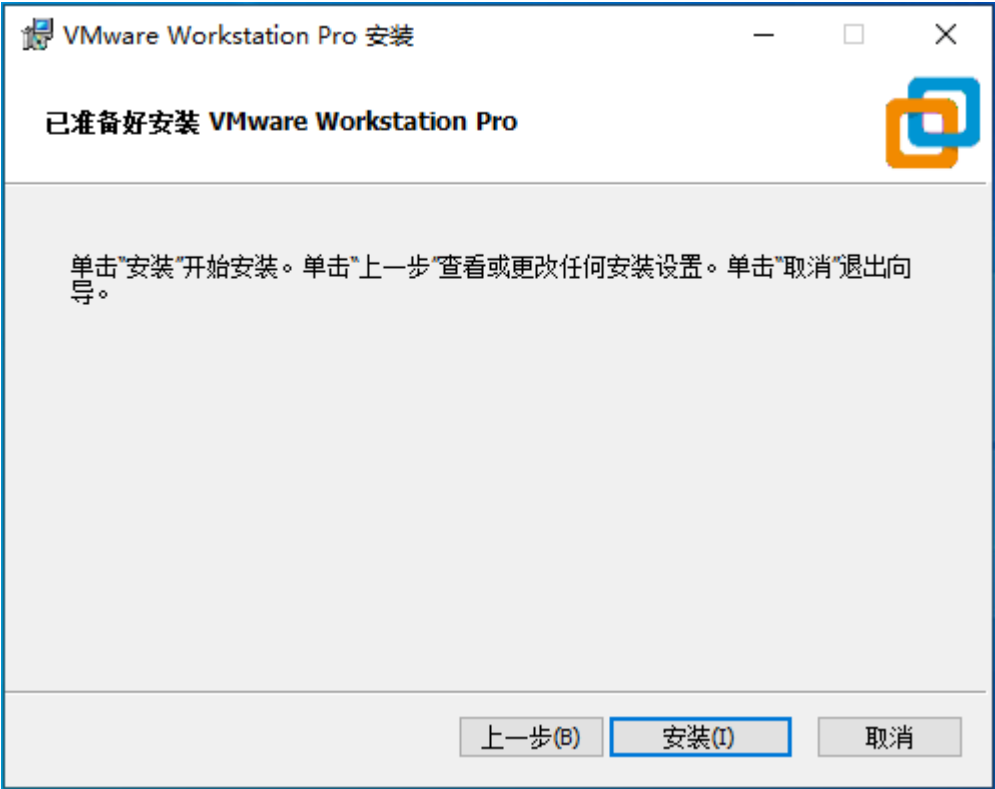 VMware Workstation Pro 安装
已准备好安装 VMware Workstation Pro
单击“安装”开始安装。单击“上一步”查看或更改任何安装设置。单击“取消”退出向
导。
上一步(B) 安装(I) 取消